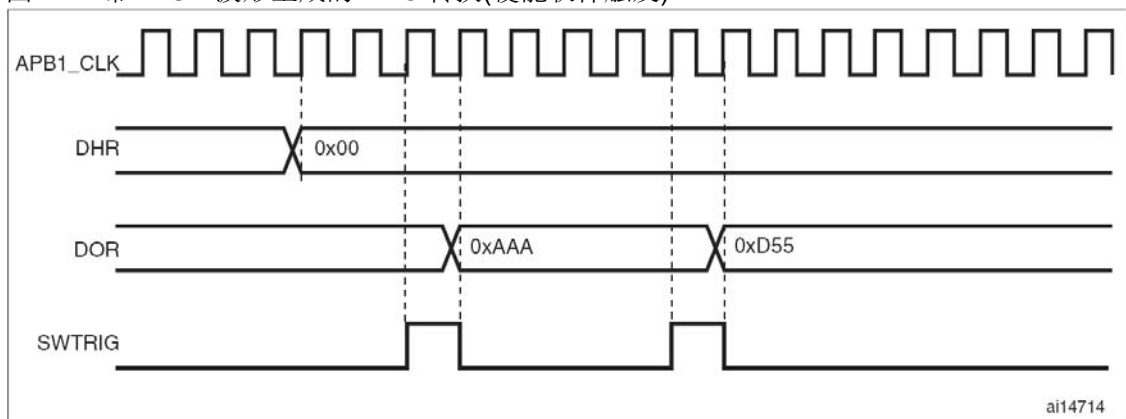 APB1_CLK
DHR
0x00
DOR
0xAAA
0xD55
SWTRIG
ai14714